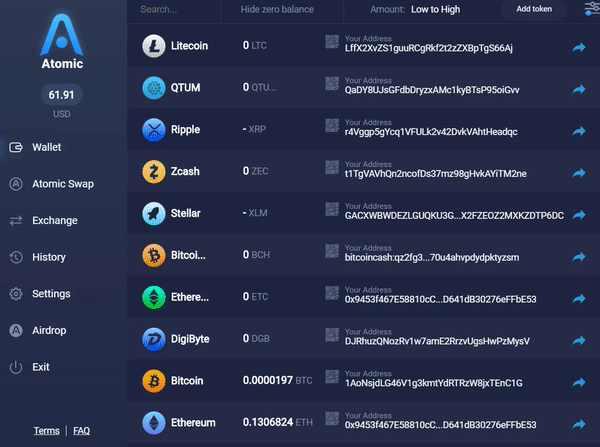 Search...
Hide zero balance
Amount: Low to High
Add token
Atomic
61.91
USD
Wallet
Atomic Swap
Exchange
History
Settings
Airdrop
Exit
Terms | FAQ
Litecoin 0 LTC Your Address
LffX2XvZS1guuRCgRkf2t2zZXBpTgS66Aj
QTUM 0 QTU... Your Address
QaDY8UJsGFdbDryzxAMc1kyBTsP95oiGvv
Ripple - XRP Your Address
r4Vggp5gYcq1VFULk2v42DvkVAhtHeadqc
Zcash 0 ZEC Your Address
t1TgVAVhQn2ncofDs37mz98gHvkAYiTM2ne
Stellar - XLM Your Address
GACXWBWDEZLGUQKU3G...X2FZEOZ2MXKZDTP6DC
Bitcoi... 0 BCH Your Address
bitcoincash:qz2fg3...70u4ahvpdydpktyzsm
Ethere... 0 ETC Your Address
0x9453f467E58810cC...D641dB30276eFFbE53
DigiByte 0 DGB Your Address
DJRhuzQNozRv1w7amE2RrzvUgsHwPzMysV
Bitcoin 0.0000197 BTC Your Address
1AoNsjdLG46V1g3kmtYdRTRzW8jxTEnC1G
Ethereum 0.1306824 ETH Your Address
0x9453f467E58810cC...D641dB30276eFFbE53